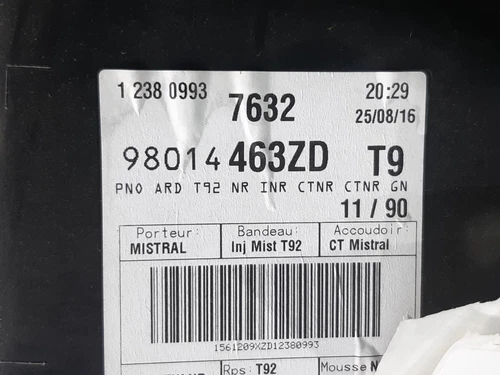 1 238 0993 7632 20:29
25/08/16
98014 463ZD T9
PNO ARD T92 NR INR CTNR CTNR GN
11 / 90
Porteur: Bandeau: Accoudoir:
MISTRAL Inj Mist T92 CT Mistral
1561209XZD12380993
Rps: T92 Mousse N